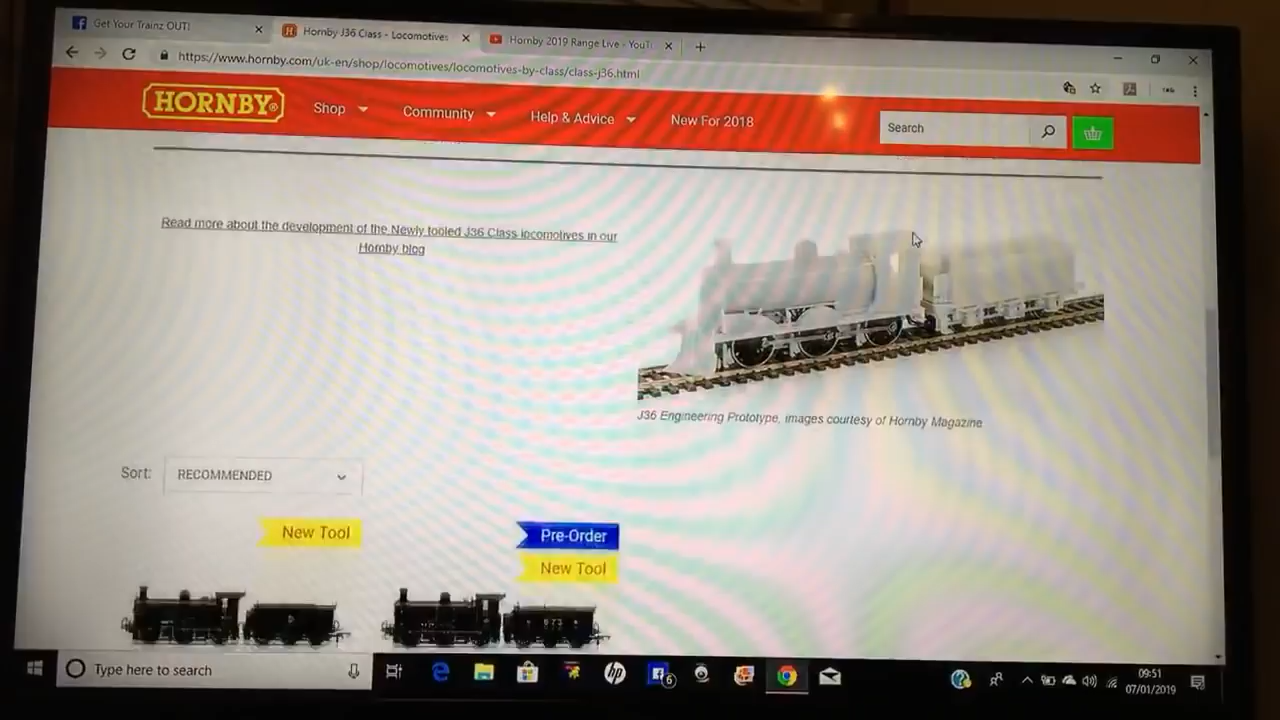 Get Your Trainz OUT!
Hornby J36 Class - Locomotives
Hornby 2019 Range Live - YouT
https://www.hornby.com/uk-en/shop/locomotives/locomotives-by-class/class-j36.html
HORNBY®
Shop
Community
Help & Advice
New For 2018
Search
Read more about the development of the Newly tooled J36 Class locomotives in our
Hornby blog
J36 Engineering Prototype, images courtesy of Hornby Magazine
Sort:
RECOMMENDED
New Tool
Pre-Order
New Tool
673
Type here to search
hp
6
09:51
07/01/2019